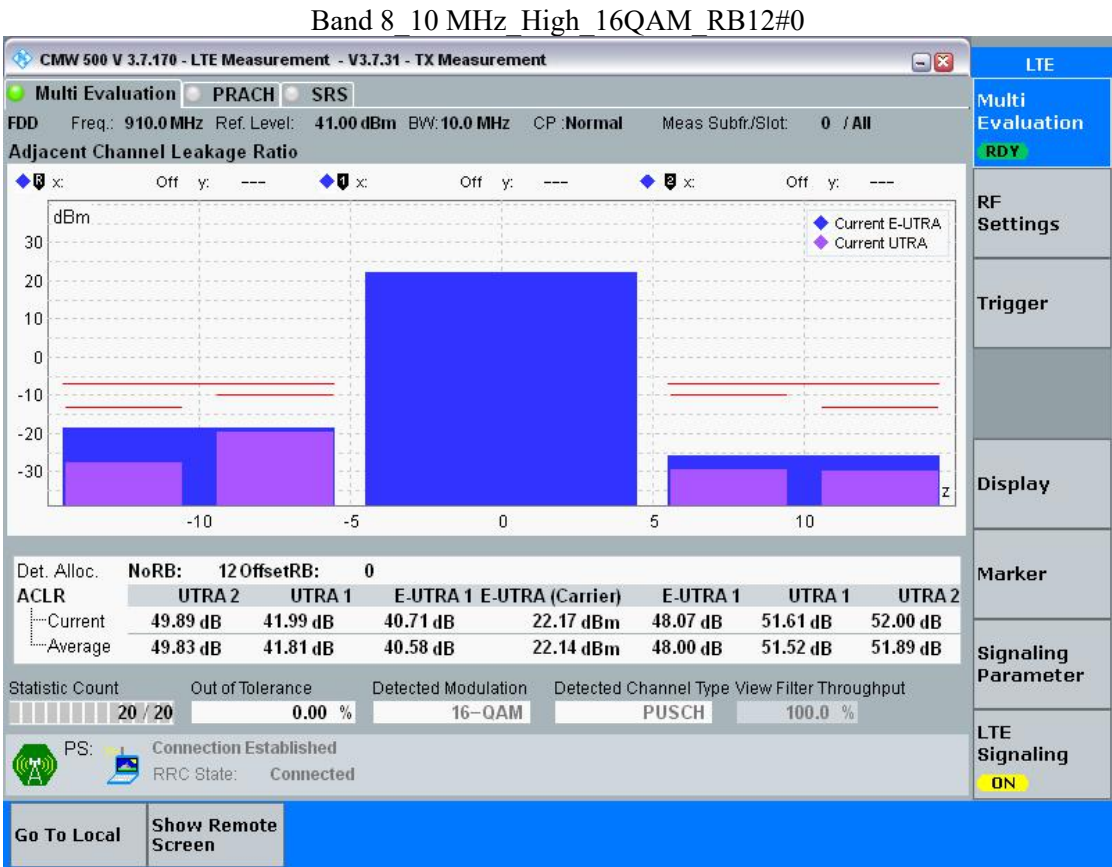 Band 8_10 MHz_High_16QAM_RB12#0
CMW 500 V 3.7.170 - LTE Measurement - V3.7.31 - TX Measurement
LTE
Multi Evaluation PRACH SRS
Multi Evaluation
RDY
FDD Freq.: 910.0 MHz Ref. Level: 41.00 dBm BW: 10.0 MHz CP :Normal Meas Subfr./Slot: 0 / All
Adjacent Channel Leakage Ratio
R x: Off y: --- 1 x: Off y: --- 2 x: Off y: ---
dBm
Current E-UTRA
Current UTRA
30
20
10
0
-10
-20
-30
z
-10 -5 0 5 10
RF Settings
Trigger
Display
Marker
Signaling Parameter
LTE Signaling
ON
Det. Alloc. NoRB: 12 OffsetRB: 0
ACLR UTRA 2 UTRA 1 E-UTRA 1 E-UTRA (Carrier) E-UTRA 1 UTRA 1 UTRA 2
Current 49.89 dB 41.99 dB 40.71 dB 22.17 dBm 48.07 dB 51.61 dB 52.00 dB
Average 49.83 dB 41.81 dB 40.58 dB 22.14 dBm 48.00 dB 51.52 dB 51.89 dB
Statistic Count Out of Tolerance Detected Modulation Detected Channel Type View Filter Throughput
20 / 20 0.00 % 16-QAM PUSCH 100.0 %
PS: Connection Established
RRC State: Connected
Go To Local
Show Remote Screen